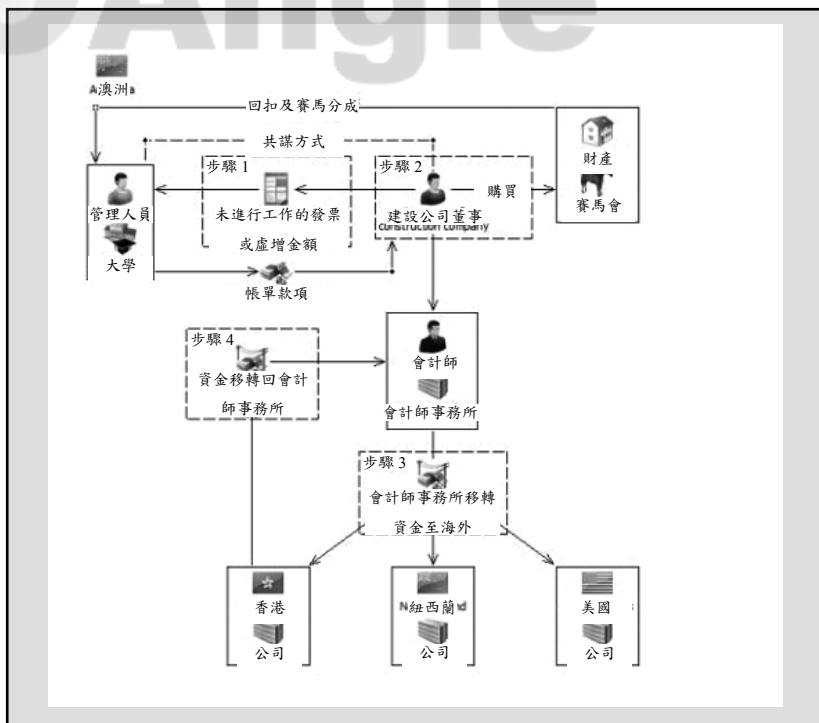 Angle
澳洲
回扣及賽馬分成
共謀方式
步驟 1
步驟 2
財產
購買
賽馬會
管理人員
未進行工作的發票
或虛增金額
建設公司董事
construction company
大學
帳單款項
步驟 4
資金移轉回會計
師事務所
會計師
會計師事務所
步驟 3
會計師事務所移轉
資金至海外
香港
紐西蘭
美國
公司
公司
公司